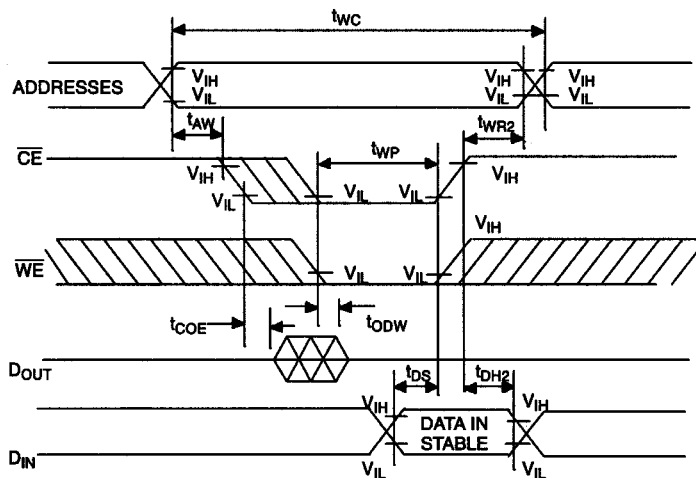 tWC
ADDRESSES
VIH
VIL
VIH
VIL
VIH
VIL
tAW
tWR2
CE
VIH
VIL
tWP
VIL
VIL
VIH
WE
VIL
VIL
VIH
tCOE
tODW
DOUT
tDS
tDH2
DIN
VIH
VIL
DATA IN
STABLE
VIH
VIL